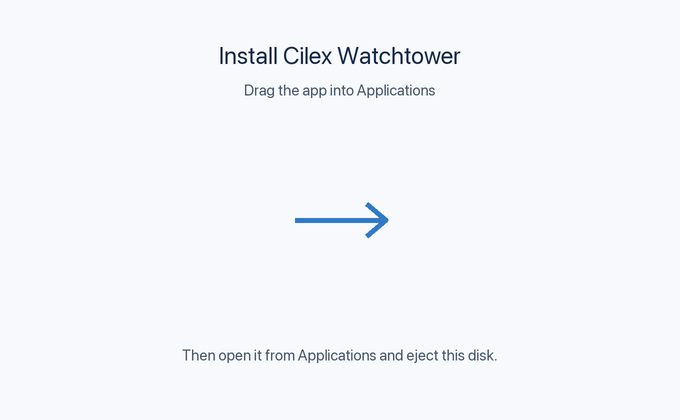 Install Cilex Watchtower
Drag the app into Applications
Then open it from Applications and eject this disk.